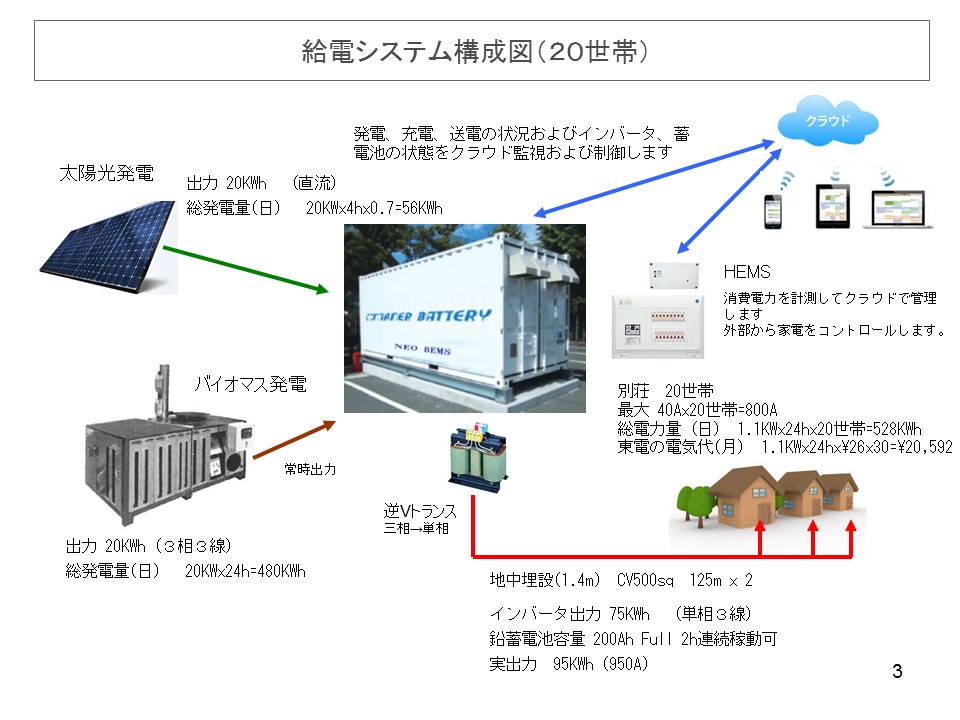 給電システム構成図（２０世帯）
クラウド
発電、充電、送電の状況およびインバータ、蓄
電池の状態をクラウド監視および制御します
太陽光発電
出力 20KWh （直流）
総発電量(日) 20KWx4hx0.7=56KWh
CONTAINER BATTERY
NEO BEMS
HEMS
消費電力を計測してクラウドで管理
します
外部から家電をコントロールします。
バイオマス発電
常時出力
出力 20KWh （３相３線）
総発電量(日) 20KWx24h=480KWh
別荘 20世帯
最大 40Ax20世帯=800A
総電力量（日） 1.1KWx24hx20世帯=528KWh
東電の電気代(月) 1.1KWx24hx¥26x30=¥20,592
逆Vトランス
三相→単相
地中埋設(1.4m) CV500sq 125m x 2
インバータ出力 75KWh （単相３線）
鉛蓄電池容量 200Ah Full 2h連続稼動可
実出力 95KWh (950A)
3